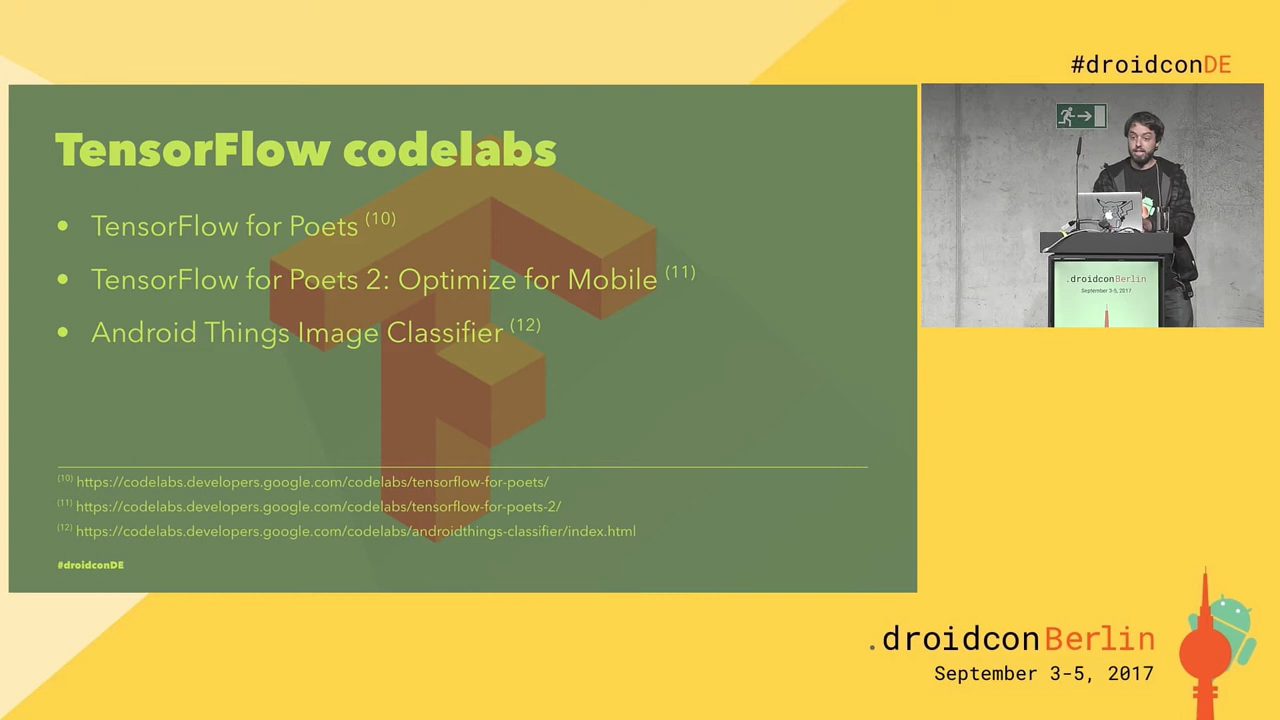 #droidconDE
TensorFlow codelabs
• TensorFlow for Poets (10)
• TensorFlow for Poets 2: Optimize for Mobile (11)
• Android Things Image Classifier (12)
(10) https://codelabs.developers.google.com/codelabs/tensorflow-for-poets/
(11) https://codelabs.developers.google.com/codelabs/tensorflow-for-poets-2/
(12) https://codelabs.developers.google.com/codelabs/androidthings-classifier/index.html
#droidconDE
.droidconBerlin
September 3-5, 2017
.droidconBerlin
September 3-5, 2017